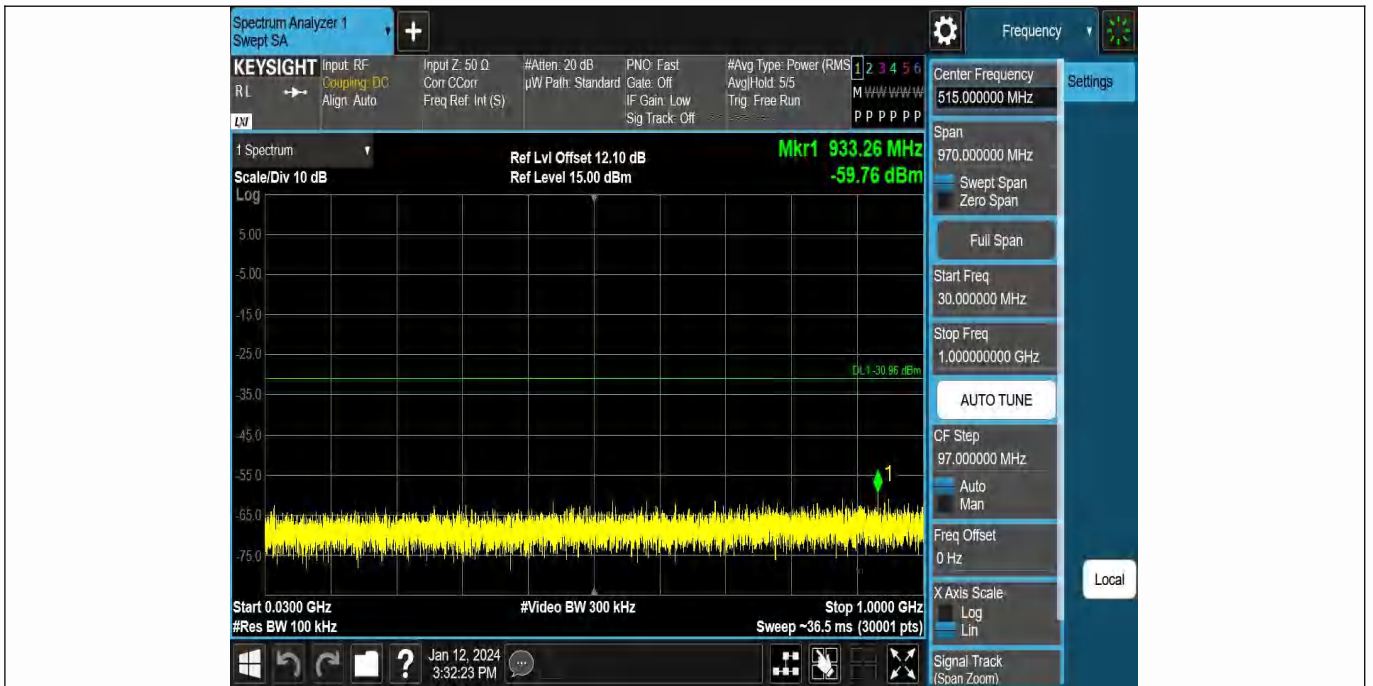 Spectrum Analyzer 1
Swept SA
+
Frequency
KEYSIGHT
RL
LXI
Input: RF
Coupling: DC
Align: Auto
Input Z: 50 Ω
Corr CCorr
Freq Ref: Int (S)
#Atten: 20 dB
µW Path: Standard
PNO: Fast
Gate: Off
IF Gain: Low
Sig Track: Off
#Avg Type: Power (RMS
Avg|Hold: 5/5
Trig: Free Run
1 2 3 4 5 6
M W W W W W
P P P P P P
1 Spectrum
Scale/Div 10 dB
Ref Lvl Offset 12.10 dB
Ref Level 15.00 dBm
Mkr1 933.26 MHz
-59.76 dBm
Log
5.00
-5.00
-15.0
-25.0
DL1 -30.96 dBm
-35.0
-45.0
-55.0
1
-65.0
-75.0
Start 0.0300 GHz
#Res BW 100 kHz
#Video BW 300 kHz
Stop 1.0000 GHz
Sweep ~36.5 ms (30001 pts)
Center Frequency
515.000000 MHz
Settings
Span
970.000000 MHz
Swept Span
Zero Span
Full Span
Start Freq
30.000000 MHz
Stop Freq
1.000000000 GHz
AUTO TUNE
CF Step
97.000000 MHz
Auto
Man
Freq Offset
0 Hz
X Axis Scale
Log
Lin
Local
Signal Track
(Span Zoom)
?
Jan 12, 2024
3:32:23 PM